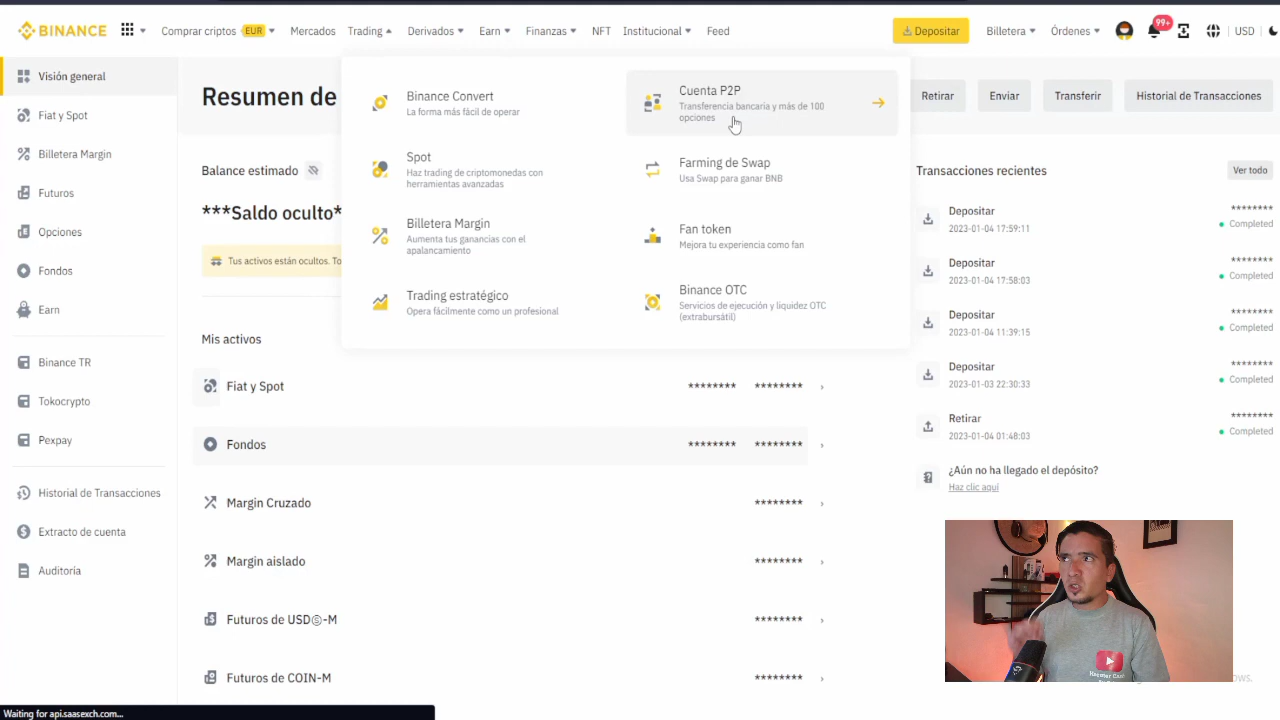 BINANCE
Comprar criptos EUR
Mercados
Trading
Derivados
Earn
Finanzas
NFT
Institucional
Feed
Depositar
Billetera
Órdenes
99+
USD
Visión general
Fiat y Spot
Billetera Margin
Futuros
Opciones
Fondos
Earn
Binance TR
Tokocrypto
Pexpay
Historial de Transacciones
Extracto de cuenta
Auditoría
Resumen de
Retirar
Enviar
Transferir
Historial de Transacciones
Binance Convert
La forma más fácil de operar
Spot
Haz trading de criptomonedas con
herramientas avanzadas
Billetera Margin
Aumenta tus ganancias con el
apalancamiento
Trading estratégico
Opera fácilmente como un profesional
Cuenta P2P
Transferencia bancaria y más de 100
opciones
Farming de Swap
Usa Swap para ganar BNB
Fan token
Mejora tu experiencia como fan
Binance OTC
Servicios de ejecución y liquidez OTC
(extrabursátil)
Balance estimado
***Saldo oculto*
Tus activos están ocultos. To
Mis activos
Fiat y Spot ******** ********
Fondos ******** ********
Margin Cruzado ********
Margin aislado ********
Futuros de USDⓈ-M ********
Futuros de COIN-M ********
Transacciones recientes
Ver todo
Depositar ********
2023-01-04 17:59:11 Completed
Depositar ********
2023-01-04 17:58:03 Completed
Depositar ********
2023-01-04 11:39:15 Completed
Depositar ********
2023-01-03 22:30:33 Completed
Retirar ********
2023-01-04 01:48:03 Completed
¿Aún no ha llegado el depósito?
Haz clic aquí
Waiting for api.saasexch.com...